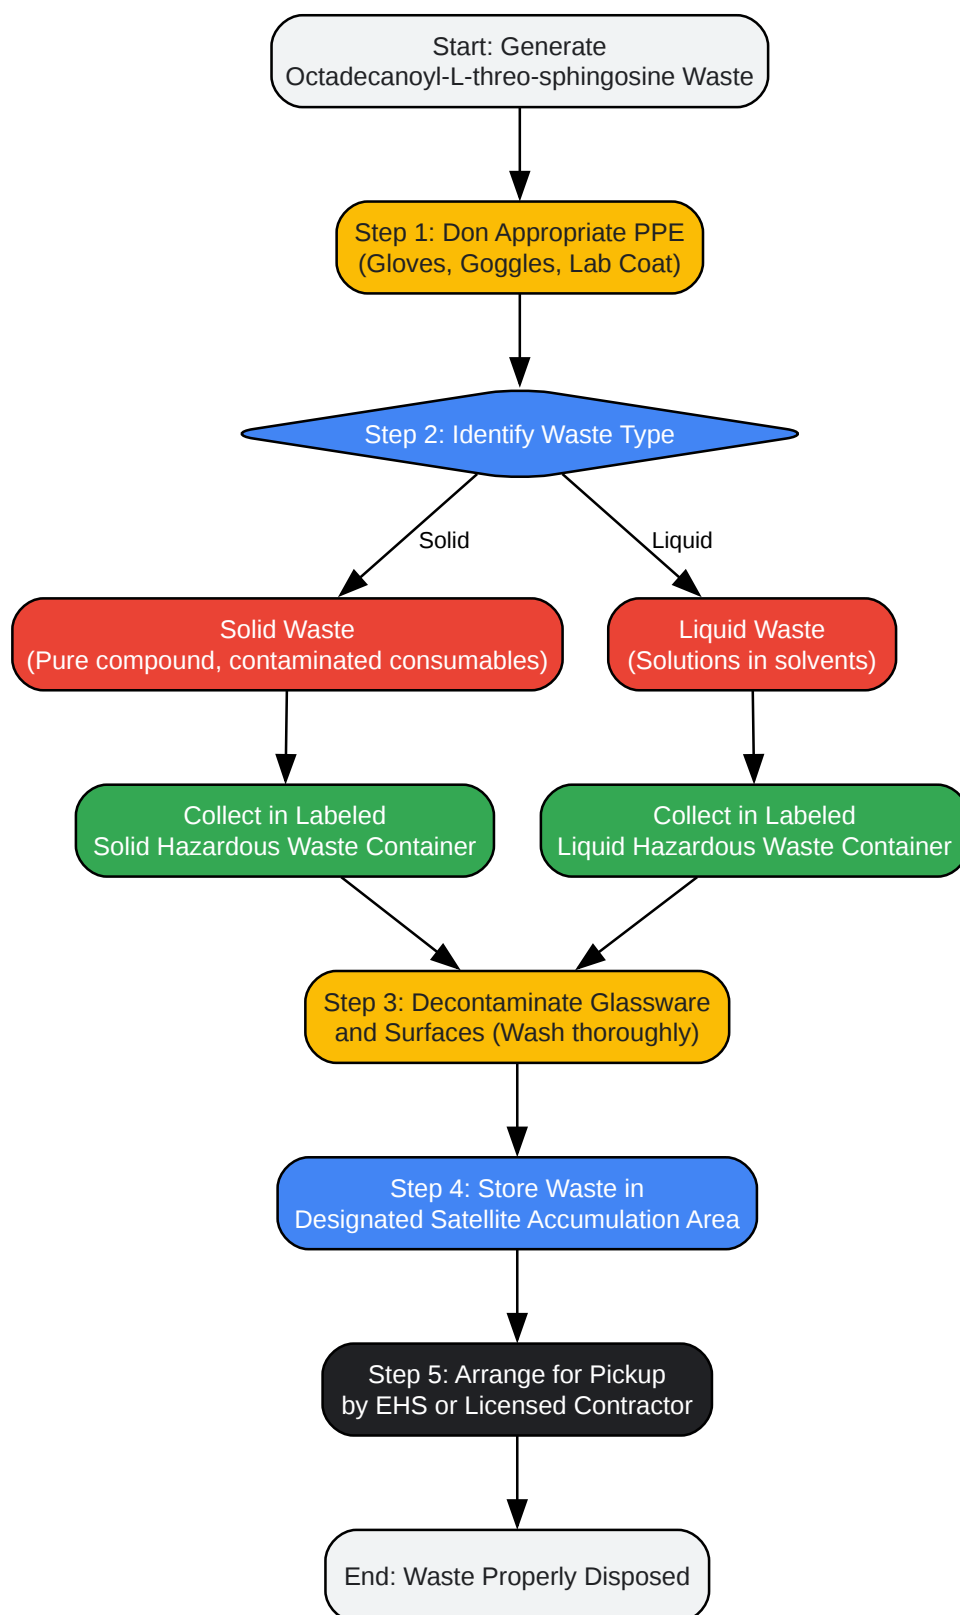 Start: Generate
Octadecanoyl-L-threo-sphingosine Waste
Step 1: Don Appropriate PPE
(Gloves, Goggles, Lab Coat)
Step 2: Identify Waste Type
Solid
Liquid
Solid Waste
(Pure compound, contaminated consumables)
Liquid Waste
(Solutions in solvents)
Collect in Labeled
Solid Hazardous Waste Container
Collect in Labeled
Liquid Hazardous Waste Container
Step 3: Decontaminate Glassware
and Surfaces (Wash thoroughly)
Step 4: Store Waste in
Designated Satellite Accumulation Area
Step 5: Arrange for Pickup
by EHS or Licensed Contractor
End: Waste Properly Disposed